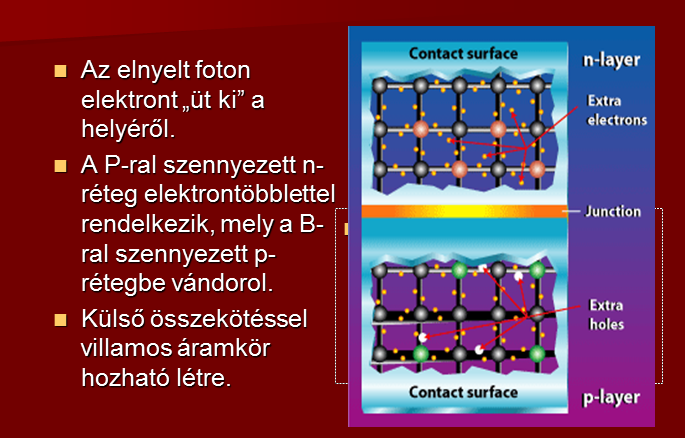 Az elnyelt foton
elektront „üt ki” a
helyéről.
A P-ral szennyezett n-
réteg elektrontöbblettel
rendelkezik, mely a B-
ral szennyezett p-
rétegbe vándorol.
Külső összekötéssel
villamos áramkör
hozható létre.
Contact surface
n-layer
Extra
electrons
Junction
Extra
holes
Contact surface
p-layer